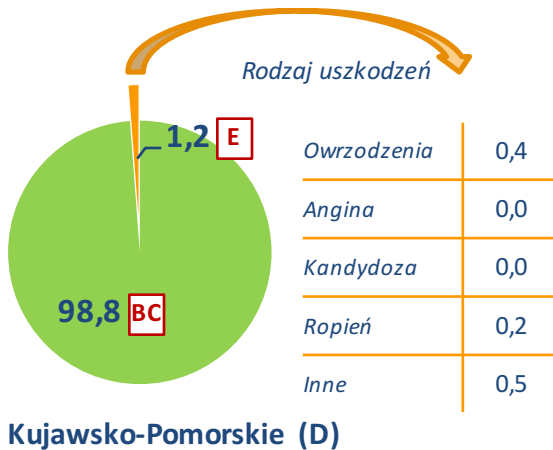 Rodzaj uszkodzeń
1,2 E
98,8 BC
Owrzodzenia 0,4
Angina 0,0
Kandydoza 0,0
Ropień 0,2
Inne 0,5
Kujawsko-Pomorskie (D)